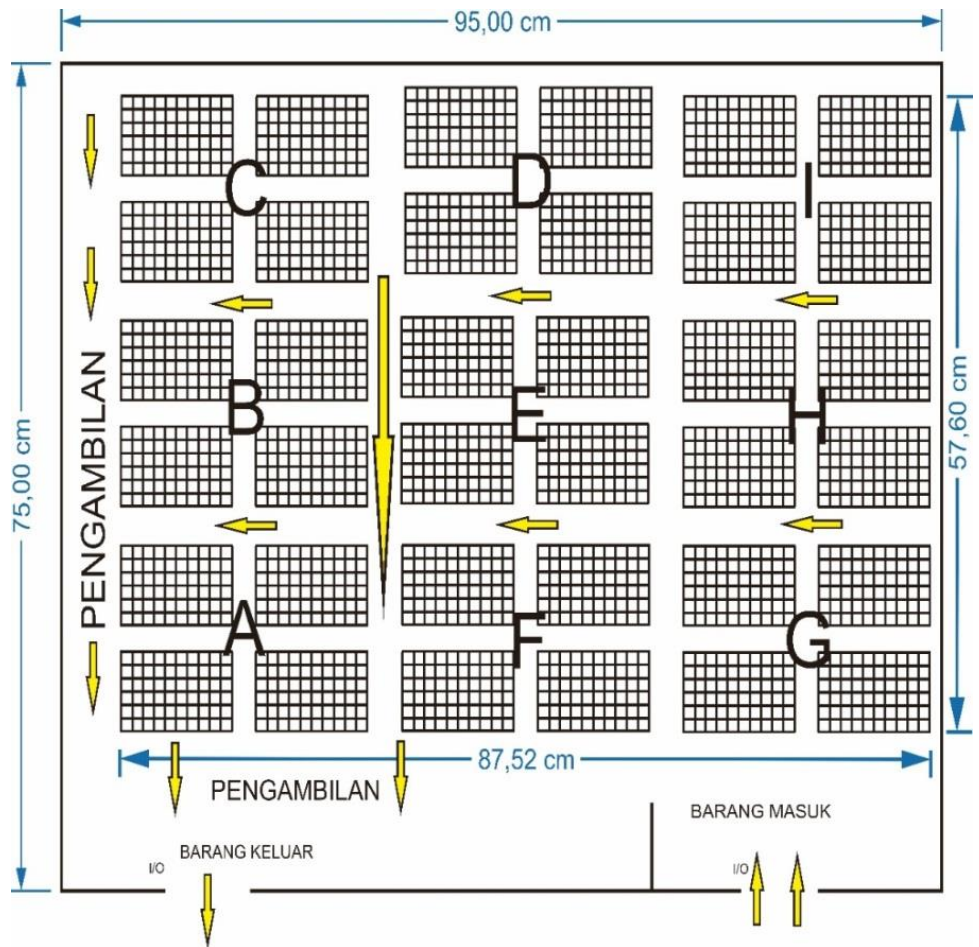 95,00 cm
C
D
I
PENGAMBILAN
75,00 cm
57,60 cm
B
E
H
A
F
G
87,52 cm
PENGAMBILAN
BARANG MASUK
BARANG KELUAR
I/O
I/O